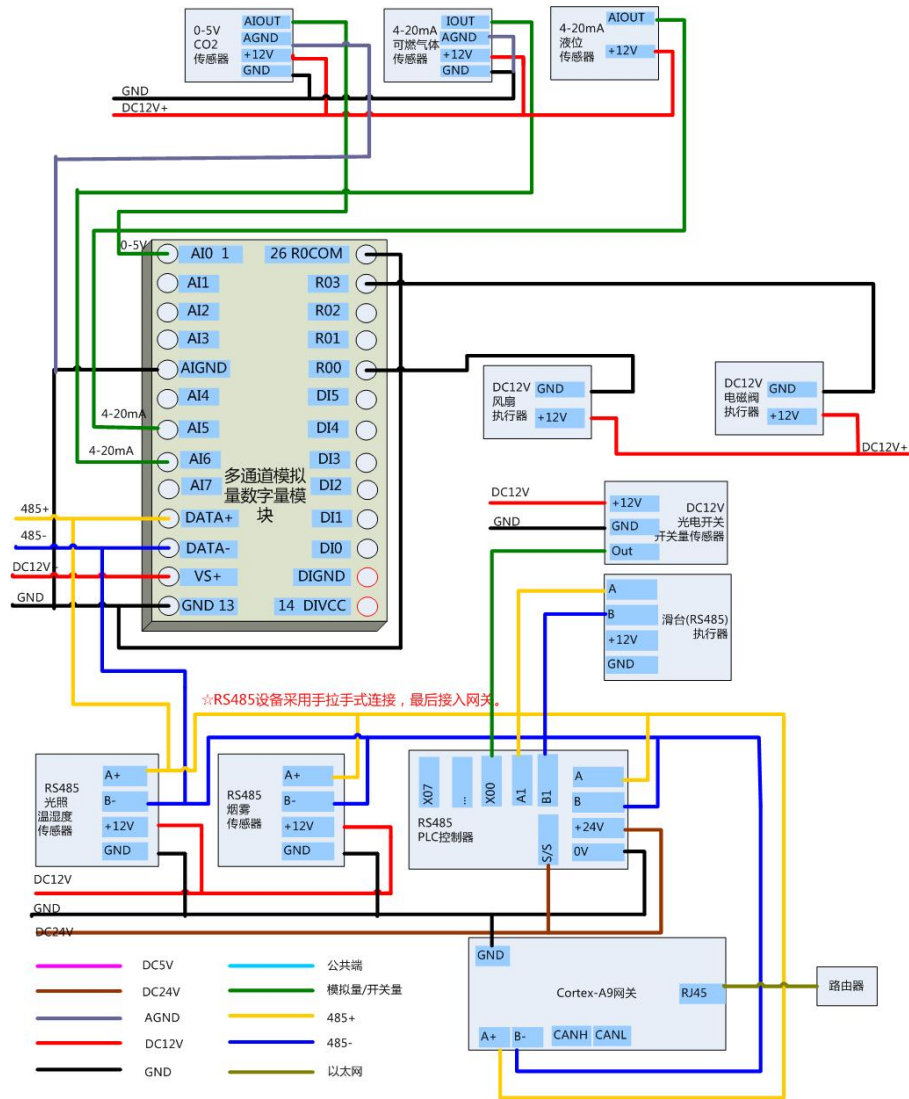 0-5V
CO2
传感器
AIOUT
AGND
+12V
GND
4-20mA
可燃气体
传感器
IOUT
AGND
+12V
GND
4-20mA
液位
传感器
AIOUT
+12V
GND
DC12V+
0-5V
AI0 1
26 R0COM
AI1
R03
AI2
R02
AI3
R01
AIGND
R00
AI4
DI5
4-20mA
AI5
DI4
4-20mA
AI6
DI3
AI7
DI2
多通道模拟
量数字量模
块
485+
DATA+
DI1
485-
DATA-
DI0
DC12V+
VS+
DIGND
GND
GND 13
14 DIVCC
DC12V
风扇
执行器
GND
+12V
DC12V
电磁阀
执行器
GND
+12V
DC12V+
DC12V
GND
+12V
GND
Out
DC12V
光电开关
开关量传感器
A
B
+12V
GND
滑台(RS485)
执行器
☆RS485设备采用手拉手式连接，最后接入网关。
RS485
光照
温湿度
传感器
A+
B-
+12V
GND
RS485
烟雾
传感器
A+
B-
+12V
GND
X07
...
X00
A1
B1
RS485
PLC控制器
S/S
A
B
+24V
0V
DC12V
GND
DC24V
GND
Cortex-A9网关
RJ45
A+
B-
CANH
CANL
路由器
DC5V
公共端
DC24V
模拟量/开关量
AGND
485+
DC12V
485-
GND
以太网